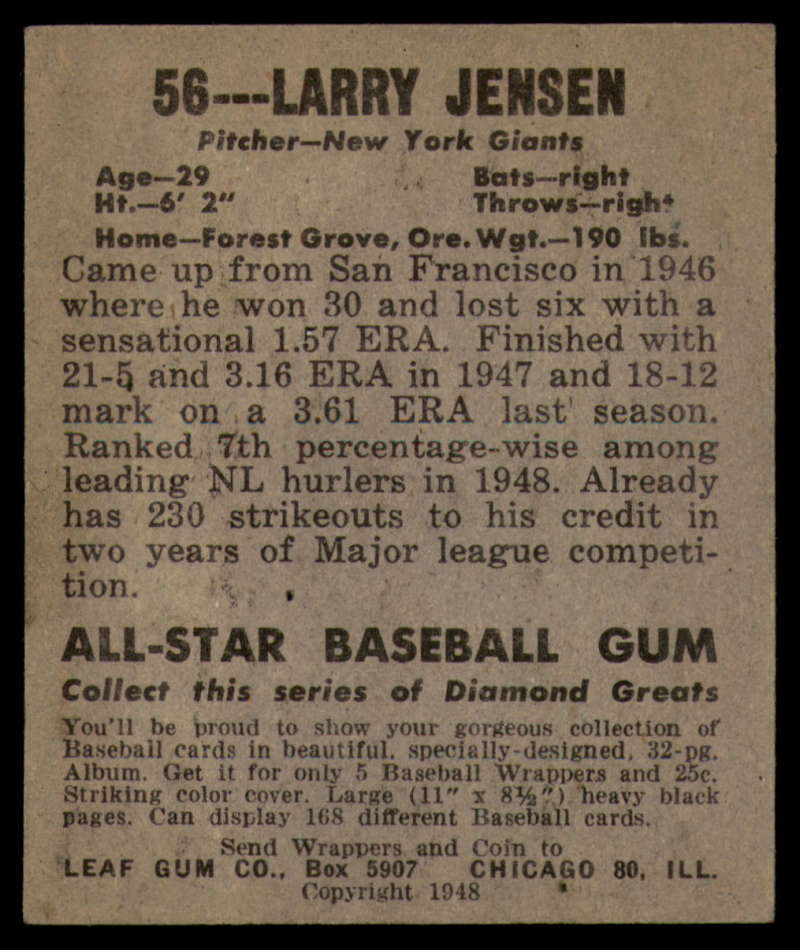 56---LARRY JENSEN
Pitcher—New York Giants
Age—29 Bats—right
Ht.—6' 2" Throws—right
Home—Forest Grove, Ore. Wgt.—190 lbs.
Came up from San Francisco in 1946
where he won 30 and lost six with a
sensational 1.57 ERA. Finished with
21-5 and 3.16 ERA in 1947 and 18-12
mark on a 3.61 ERA last season.
Ranked 7th percentage-wise among
leading NL hurlers in 1948. Already
has 230 strikeouts to his credit in
two years of Major league competi-
tion.
ALL-STAR BASEBALL GUM
Collect this series of Diamond Greats
You'll be proud to show your gorgeous collection of
Baseball cards in beautiful, specially-designed, 32-pg.
Album. Get it for only 5 Baseball Wrappers and 25c.
Striking color cover. Large (11" x 8½") heavy black
pages. Can display 168 different Baseball cards.
Send Wrappers and Coin to
LEAF GUM CO., Box 5907 CHICAGO 80, ILL.
Copyright 1948